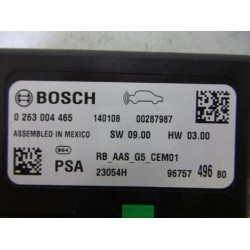 BOSCH
0 263 004 465 140108 00287987
ASSEMBLED IN MEXICO SW 09.00 HW 03.00
PSA RB_AAS_G5_CEM01
23054H 96757 496 80